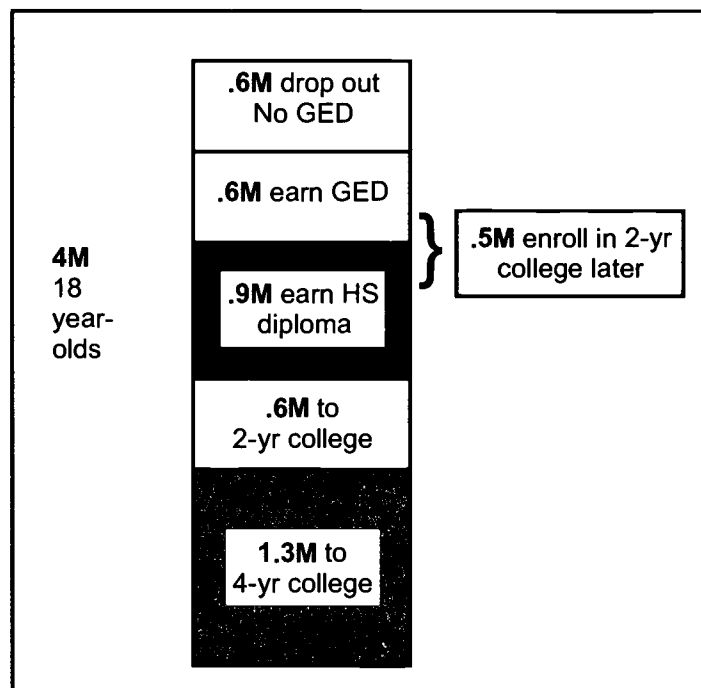 .6M drop out
No GED
.6M earn GED
}
.5M enroll in 2-yr
college later
4M
18
year-
olds
.9M earn HS
diploma
.6M to
2-yr college
1.3M to
4-yr college